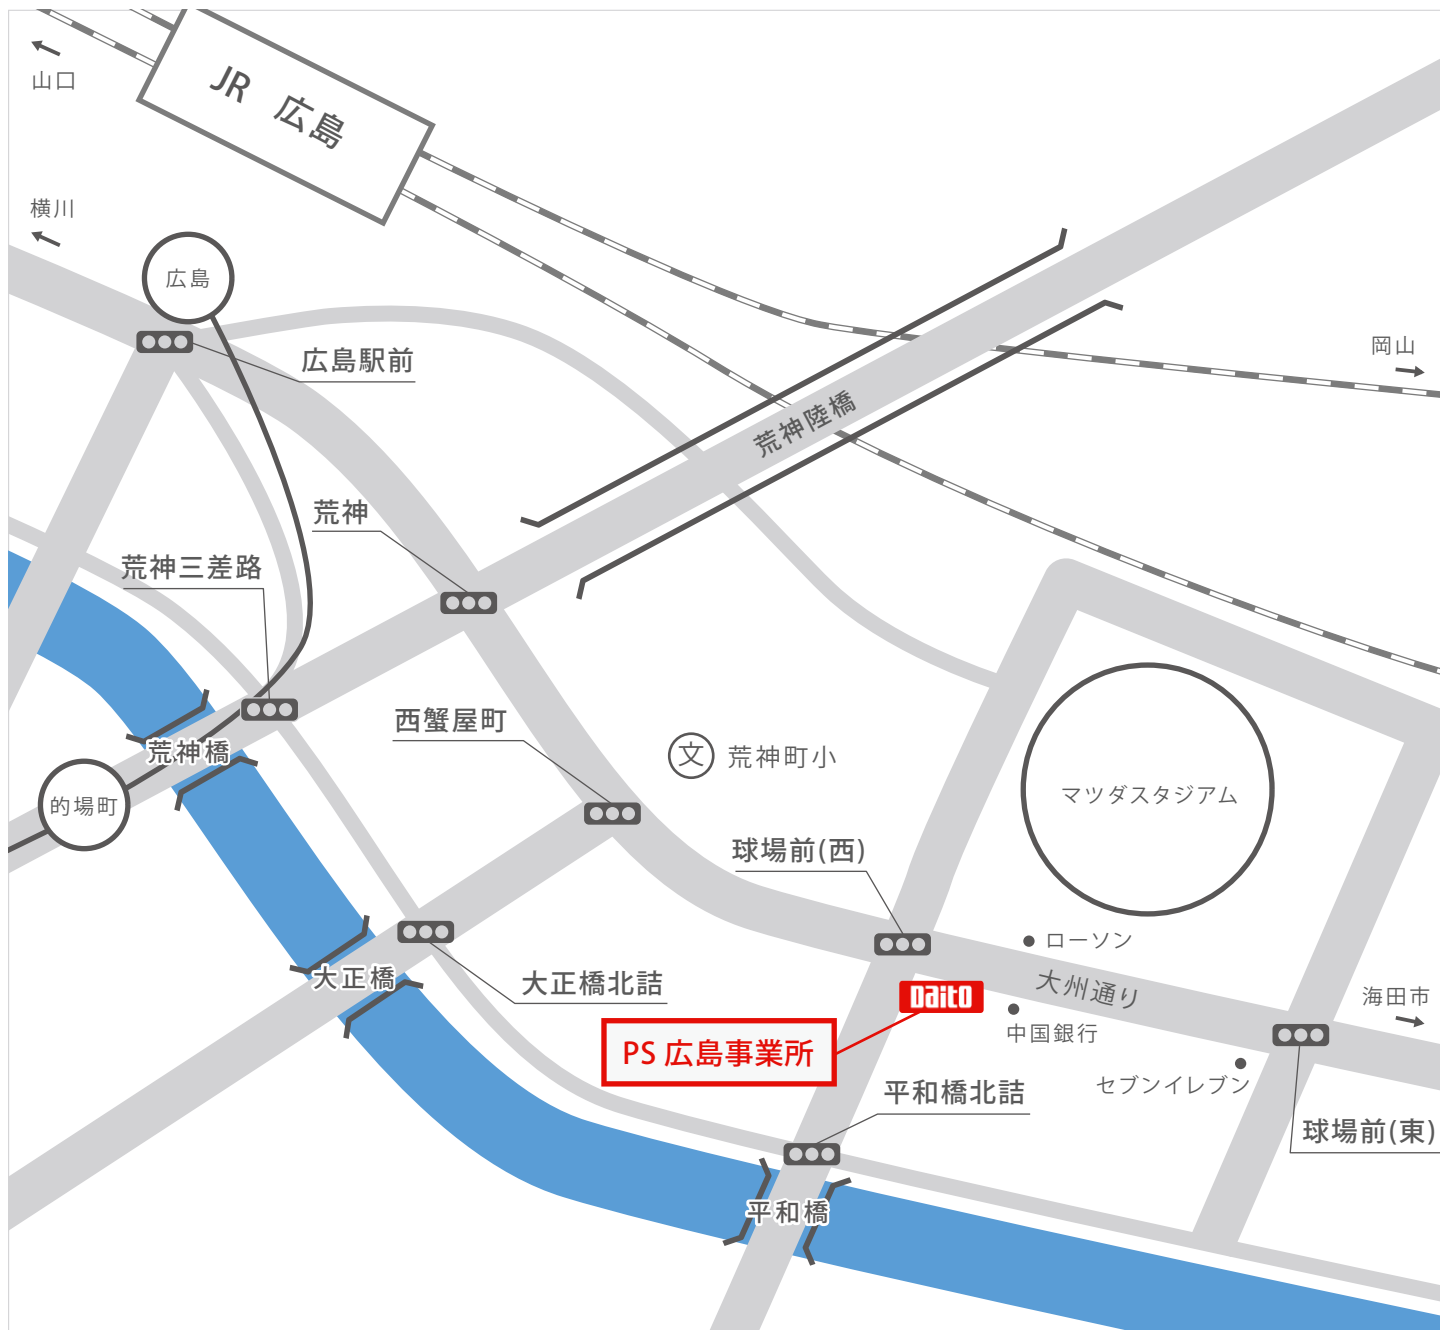 山口
JR 広島
横川
広島
広島駅前
岡山
荒神陸橋
荒神
荒神三差路
西蟹屋町
荒神橋
文
荒神町小
的場町
マツダスタジアム
球場前(西)
ローソン
大正橋
大正橋北詰
Daito
大州通り
海田市
中国銀行
PS 広島事業所
セブンイレブン
平和橋北詰
球場前(東)
平和橋